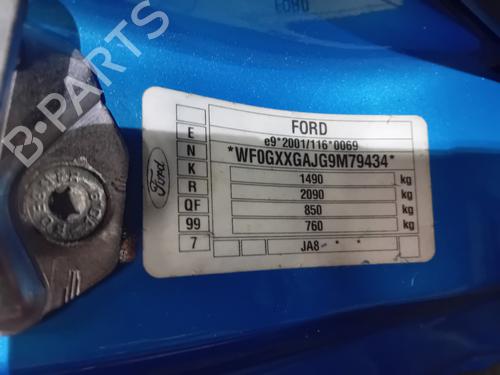 FORD
e9*2001/116*0069
*WF0GXXGAJG9M79434*
E
N
K
R
QF
99
7
1490 kg
2090 kg
850 kg
760 kg
JA8 - * *
Ford
B-PARTS